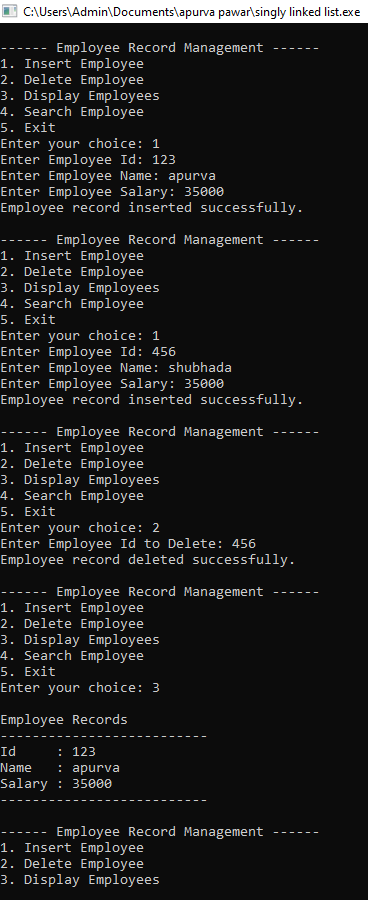 C:\Users\Admin\Documents\apurva pawar\singly linked list.exe
------ Employee Record Management ------
1. Insert Employee
2. Delete Employee
3. Display Employees
4. Search Employee
5. Exit
Enter your choice: 1
Enter Employee Id: 123
Enter Employee Name: apurva
Enter Employee Salary: 35000
Employee record inserted successfully.
------ Employee Record Management ------
1. Insert Employee
2. Delete Employee
3. Display Employees
4. Search Employee
5. Exit
Enter your choice: 1
Enter Employee Id: 456
Enter Employee Name: shubhada
Enter Employee Salary: 35000
Employee record inserted successfully.
------ Employee Record Management ------
1. Insert Employee
2. Delete Employee
3. Display Employees
4. Search Employee
5. Exit
Enter your choice: 2
Enter Employee Id to Delete: 456
Employee record deleted successfully.
------ Employee Record Management ------
1. Insert Employee
2. Delete Employee
3. Display Employees
4. Search Employee
5. Exit
Enter your choice: 3
Employee Records
--------------------------
Id     : 123
Name   : apurva
Salary : 35000
--------------------------
------ Employee Record Management ------
1. Insert Employee
2. Delete Employee
3. Display Employees